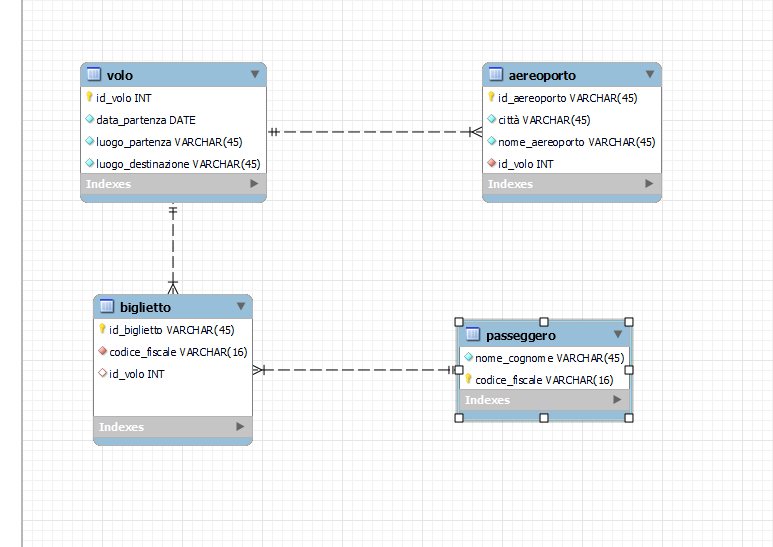 volo
id_volo INT
data_partenza DATE
luogo_partenza VARCHAR(45)
luogo_destinazione VARCHAR(45)
Indexes
aereoporto
id_aereoporto VARCHAR(45)
città VARCHAR(45)
nome_aereoporto VARCHAR(45)
id_volo INT
Indexes
biglietto
id_biglietto VARCHAR(45)
codice_fiscale VARCHAR(16)
id_volo INT
Indexes
passeggero
nome_cognome VARCHAR(45)
codice_fiscale VARCHAR(16)
Indexes